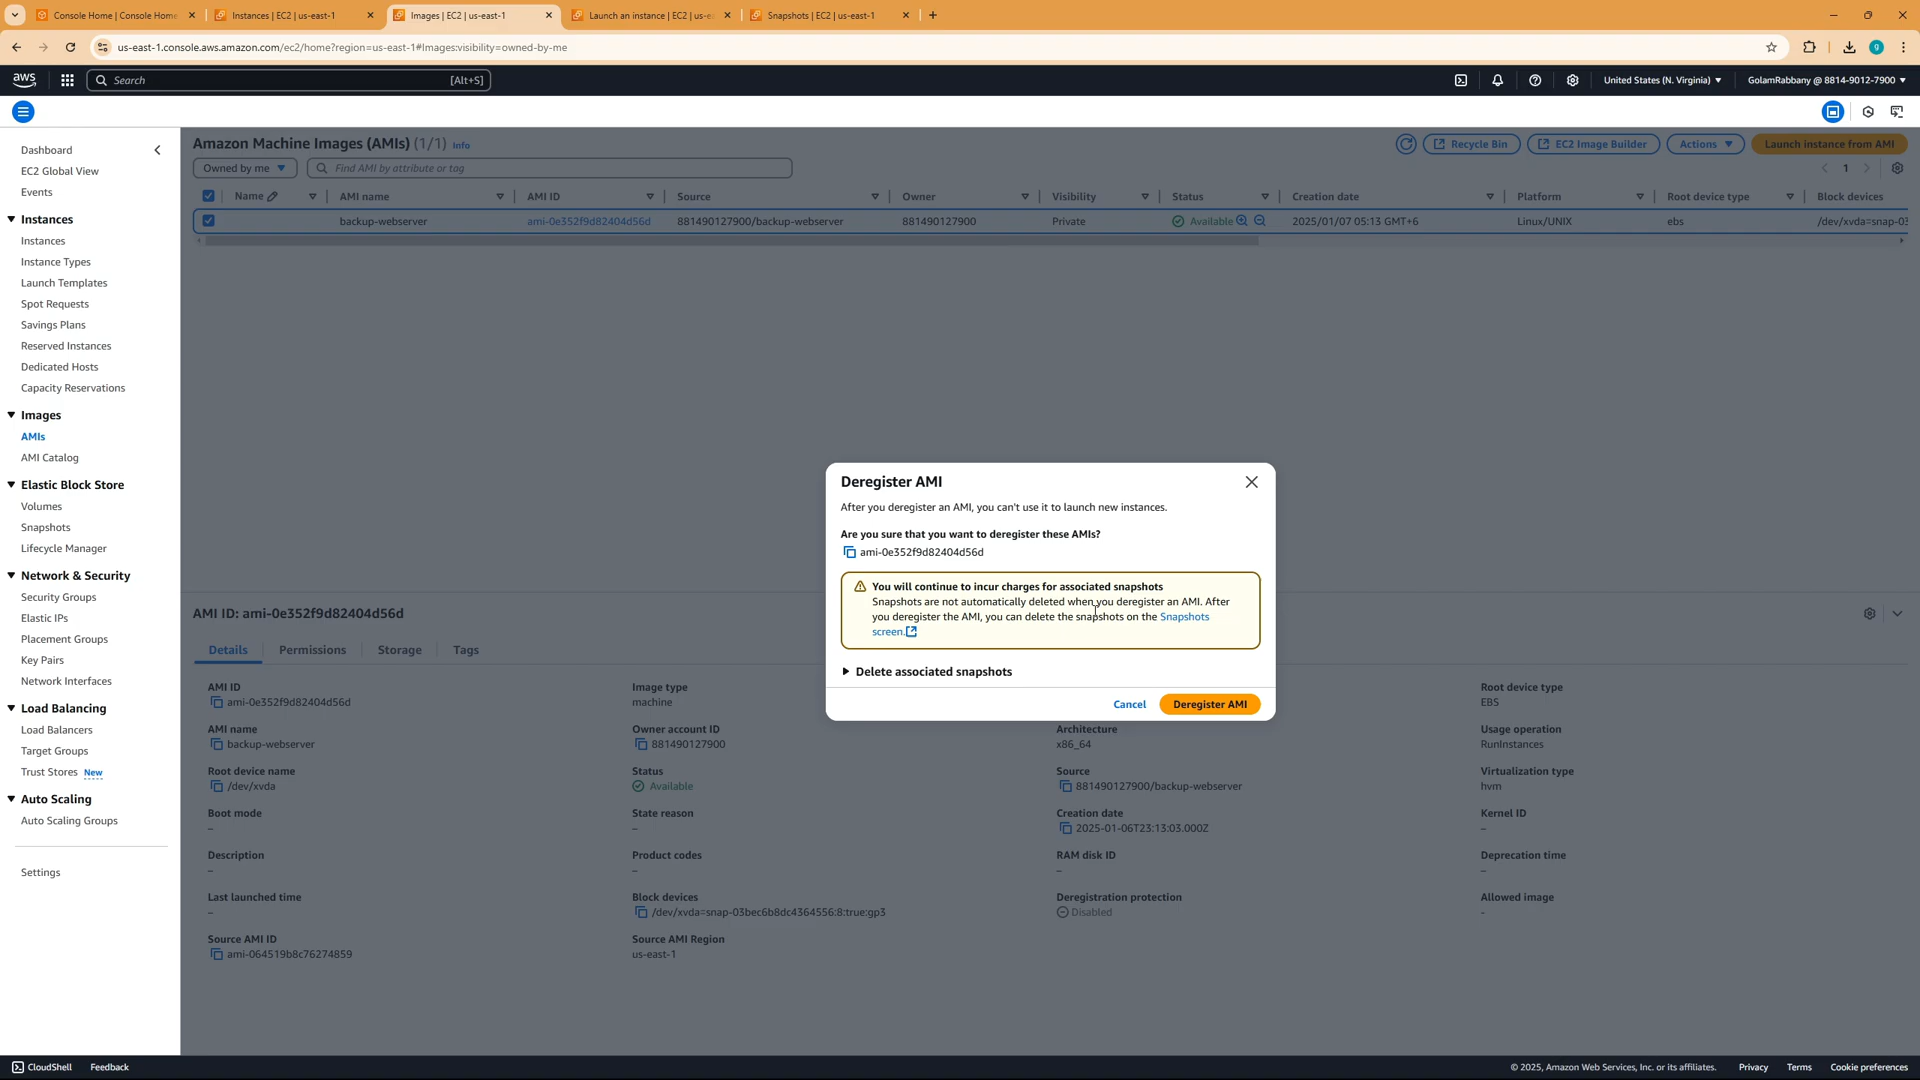 Console Home | Console Home
Instances | EC2 | us-east-1
Images | EC2 | us-east-1
Launch an instance | EC2 | us-ea
Snapshots | EC2 | us-east-1
us-east-1.console.aws.amazon.com/ec2/home?region=us-east-1#Images:visibility=owned-by-me
g
aws
Search
[Alt+S]
United States (N. Virginia)
GolamRabbany @ 8814-9012-7900
Dashboard
EC2 Global View
Events
Instances
Instances
Instance Types
Launch Templates
Spot Requests
Savings Plans
Reserved Instances
Dedicated Hosts
Capacity Reservations
Images
AMIs
AMI Catalog
Elastic Block Store
Volumes
Snapshots
Lifecycle Manager
Network & Security
Security Groups
Elastic IPs
Placement Groups
Key Pairs
Network Interfaces
Load Balancing
Load Balancers
Target Groups
Trust Stores New
Auto Scaling
Auto Scaling Groups
Settings
Amazon Machine Images (AMIs) (1/1) Info
Recycle Bin
EC2 Image Builder
Actions
Launch instance from AMI
Owned by me
Find AMI by attribute or tag
1
Name
AMI name
AMI ID
Source
Owner
Visibility
Status
Creation date
Platform
Root device type
Block devices
backup-webserver
ami-0e352f9d82404d56d
881490127900/backup-webserver
881490127900
Private
Available
2025/01/07 05:13 GMT+6
Linux/UNIX
ebs
/dev/xvda=snap-03
Deregister AMI
After you deregister an AMI, you can't use it to launch new instances.
Are you sure that you want to deregister these AMIs?
ami-0e352f9d82404d56d
You will continue to incur charges for associated snapshots
Snapshots are not automatically deleted when you deregister an AMI. After
you deregister the AMI, you can delete the snapshots on the Snapshots
screen.
Delete associated snapshots
Cancel
Deregister AMI
AMI ID: ami-0e352f9d82404d56d
Details
Permissions
Storage
Tags
AMI ID
ami-0e352f9d82404d56d
Image type
machine
Root device type
EBS
AMI name
backup-webserver
Owner account ID
881490127900
Architecture
x86_64
Usage operation
RunInstances
Root device name
/dev/xvda
Status
Available
Source
881490127900/backup-webserver
Virtualization type
hvm
Boot mode
–
State reason
–
Creation date
2025-01-06T23:13:03.000Z
Kernel ID
–
Description
–
Product codes
–
RAM disk ID
–
Deprecation time
–
Last launched time
–
Block devices
/dev/xvda=snap-03bec6b8dc4364556:8:true:gp3
Deregistration protection
Disabled
Allowed image
-
Source AMI ID
ami-064519b8c76274859
Source AMI Region
us-east-1
CloudShell
Feedback
© 2025, Amazon Web Services, Inc. or its affiliates.
Privacy
Terms
Cookie preferences